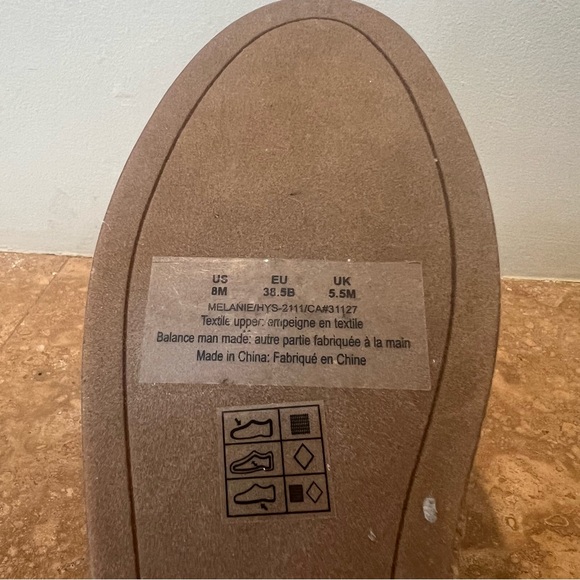 US EU UK
8M 38.5B 5.5M
MELANIE/HYS-2111/CA#31127
Textile upper: ampeigne en textile
Balance man made: autre partie fabriquée à la main
Made in China: Fabriqué en Chine